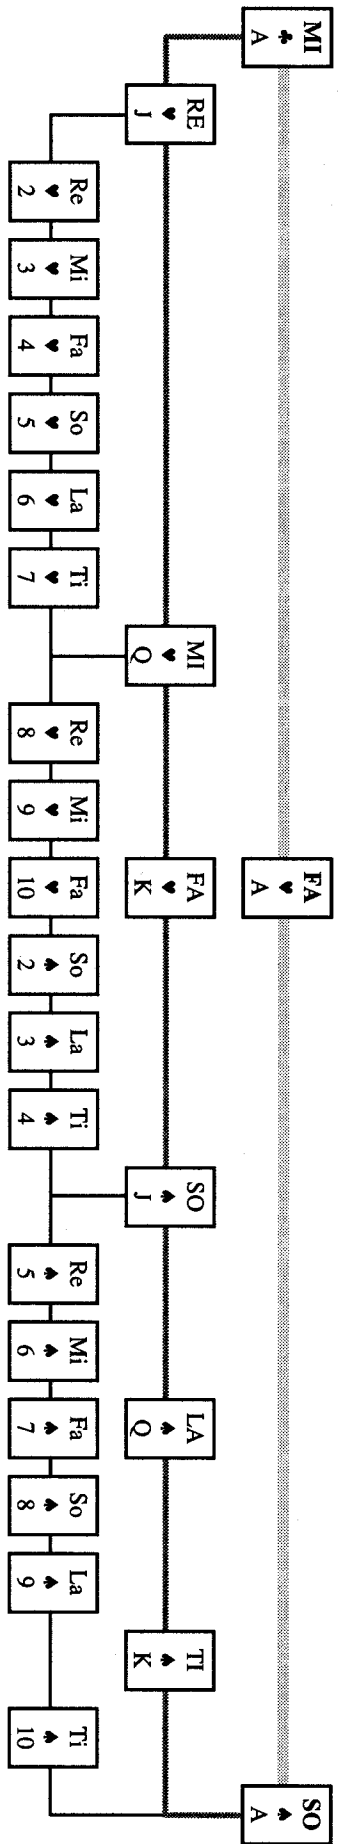 MI FA SO
♣ ♥ ♠
A A A
RE MI FA SO LA TI
♥ ♥ ♥ ♠ ♠ ♠
J Q K J Q K
Re Mi Fa So La Ti Re Mi Fa So La Ti Re Mi Fa So La Ti
♥ ♥ ♥ ♥ ♥ ♥ ♥ ♥ ♥ ♠ ♠ ♠ ♠ ♠ ♠ ♠ ♠ ♠
2 3 4 5 6 7 8 9 10 2 3 4 5 6 7 8 9 10